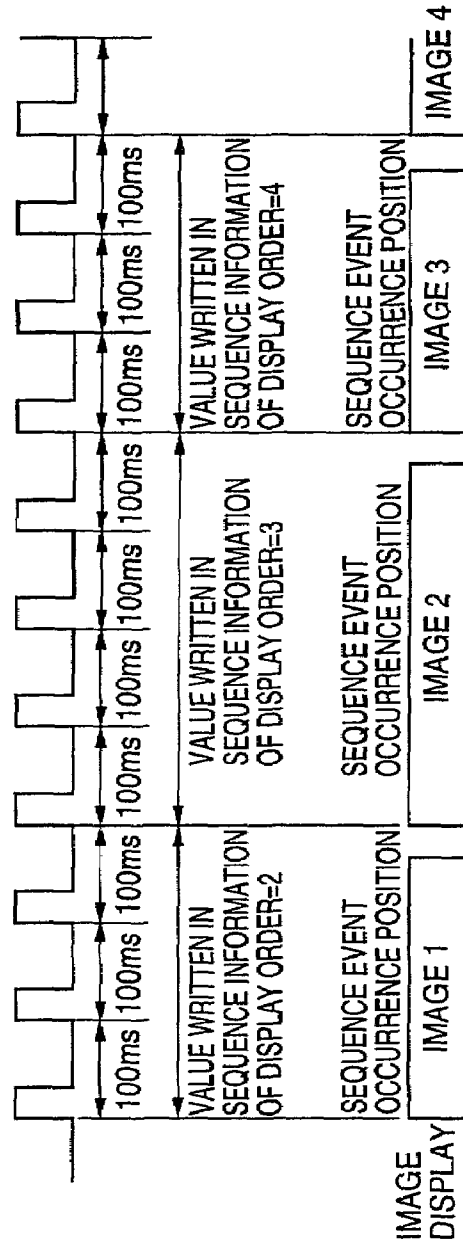 100ms 100ms 100ms 100ms 100ms 100ms 100ms 100ms 100ms 100ms
VALUE WRITTEN IN
SEQUENCE INFORMATION
OF DISPLAY ORDER=2
VALUE WRITTEN IN
SEQUENCE INFORMATION
OF DISPLAY ORDER=3
VALUE WRITTEN IN
SEQUENCE INFORMATION
OF DISPLAY ORDER=4
SEQUENCE EVENT
OCCURRENCE POSITION
SEQUENCE EVENT
OCCURRENCE POSITION
SEQUENCE EVENT
OCCURRENCE POSITION
IMAGE
DISPLAY
IMAGE 1
IMAGE 2
IMAGE 3
IMAGE 4